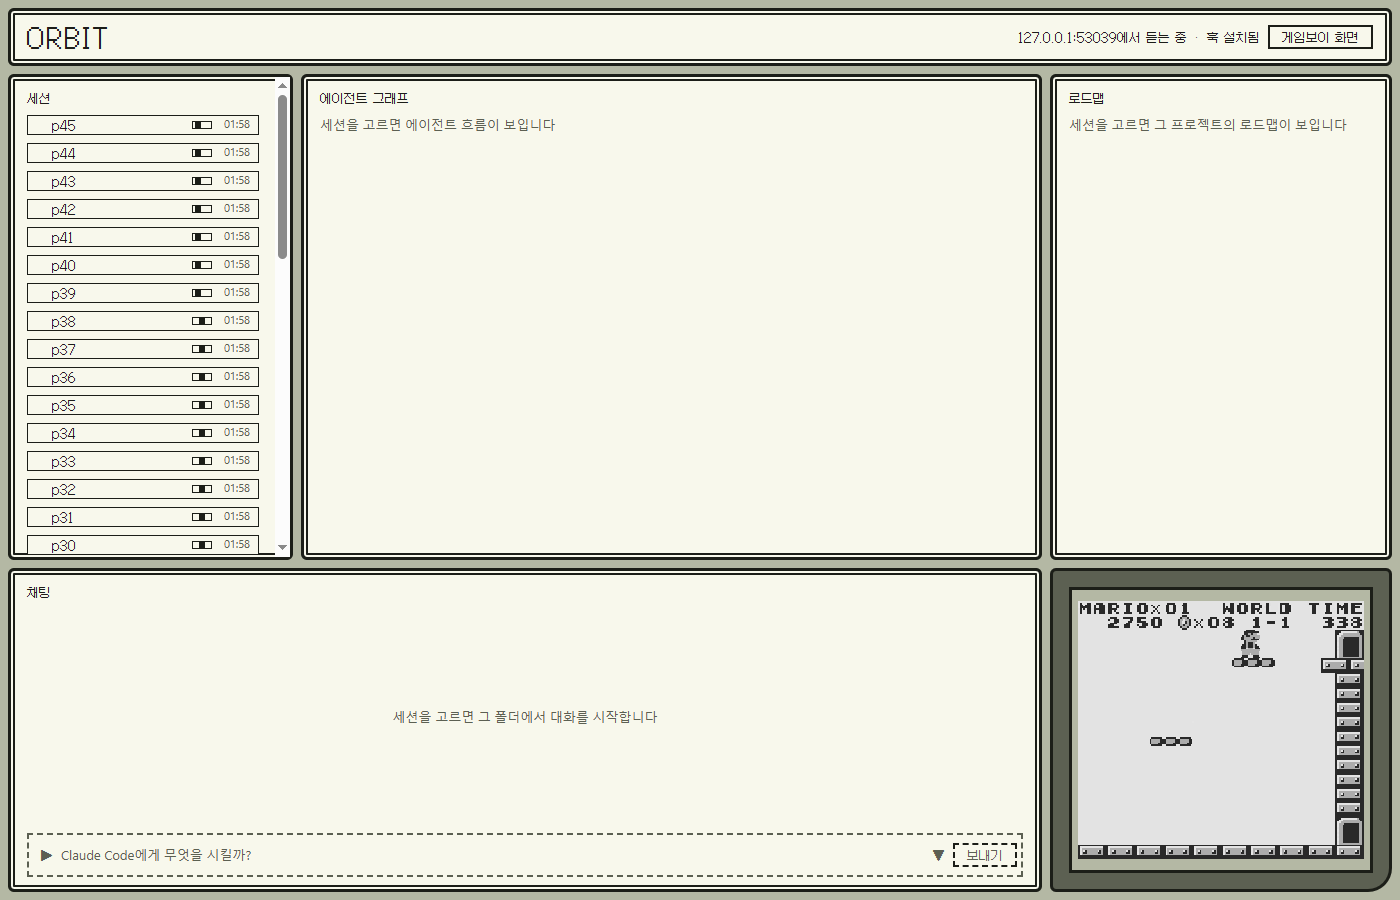 ORBIT
127.0.0.1:53039에서 듣는 중 · 훅 설치됨
게임보이 화면
세션
p45 01:58
p44 01:58
p43 01:58
p42 01:58
p41 01:58
p40 01:58
p39 01:58
p38 01:58
p37 01:58
p36 01:58
p35 01:58
p34 01:58
p33 01:58
p32 01:58
p31 01:58
p30 01:58
에이전트 그래프
세션을 고르면 에이전트 흐름이 보입니다
로드맵
세션을 고르면 그 프로젝트의 로드맵이 보입니다
채팅
세션을 고르면 그 폴더에서 대화를 시작합니다
▶ Claude Code에게 무엇을 시킬까? ▼ 보내기
MARIO×01 WORLD TIME
2750 ×08 1-1 338